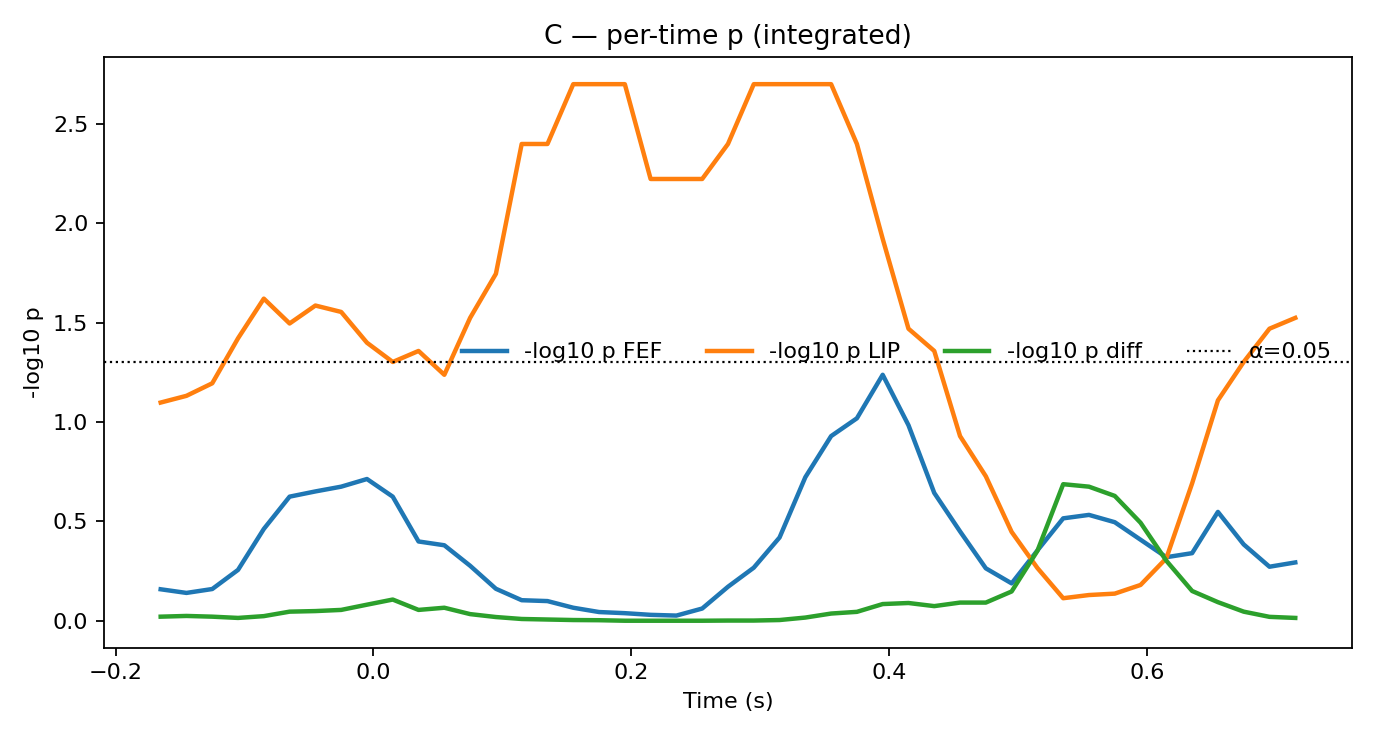 C — per-time p (integrated)
2.5
2.0
1.5
1.0
0.5
0.0
-log10 p
-log10 p FEF -log10 p LIP -log10 p diff α=0.05
−0.2 0.0 0.2 0.4 0.6
Time (s)